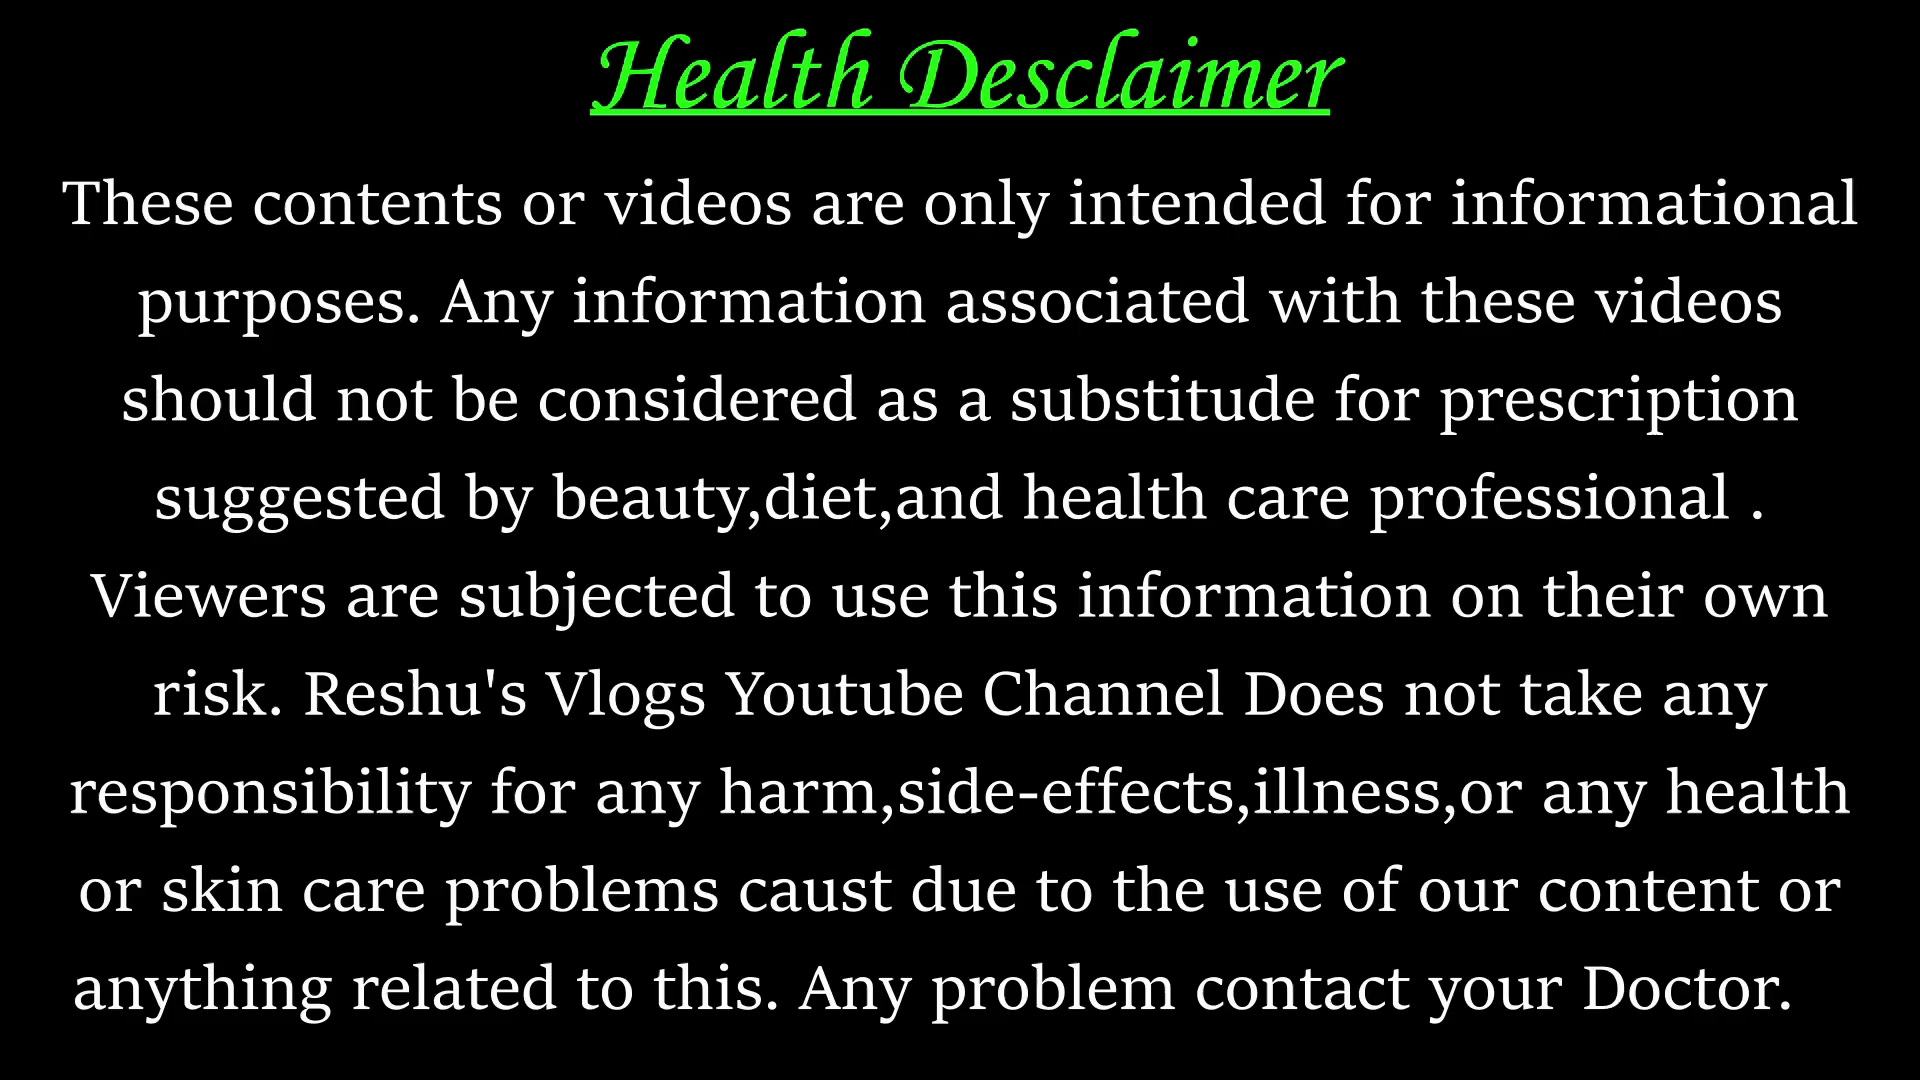 Health Desclaimer
These contents or videos are only intended for informational
purposes. Any information associated with these videos
should not be considered as a substitude for prescription
suggested by beauty,diet,and health care professional .
Viewers are subjected to use this information on their own
risk. Reshu's Vlogs Youtube Channel Does not take any
responsibility for any harm,side-effects,illness,or any health
or skin care problems caust due to the use of our content or
anything related to this. Any problem contact your Doctor.